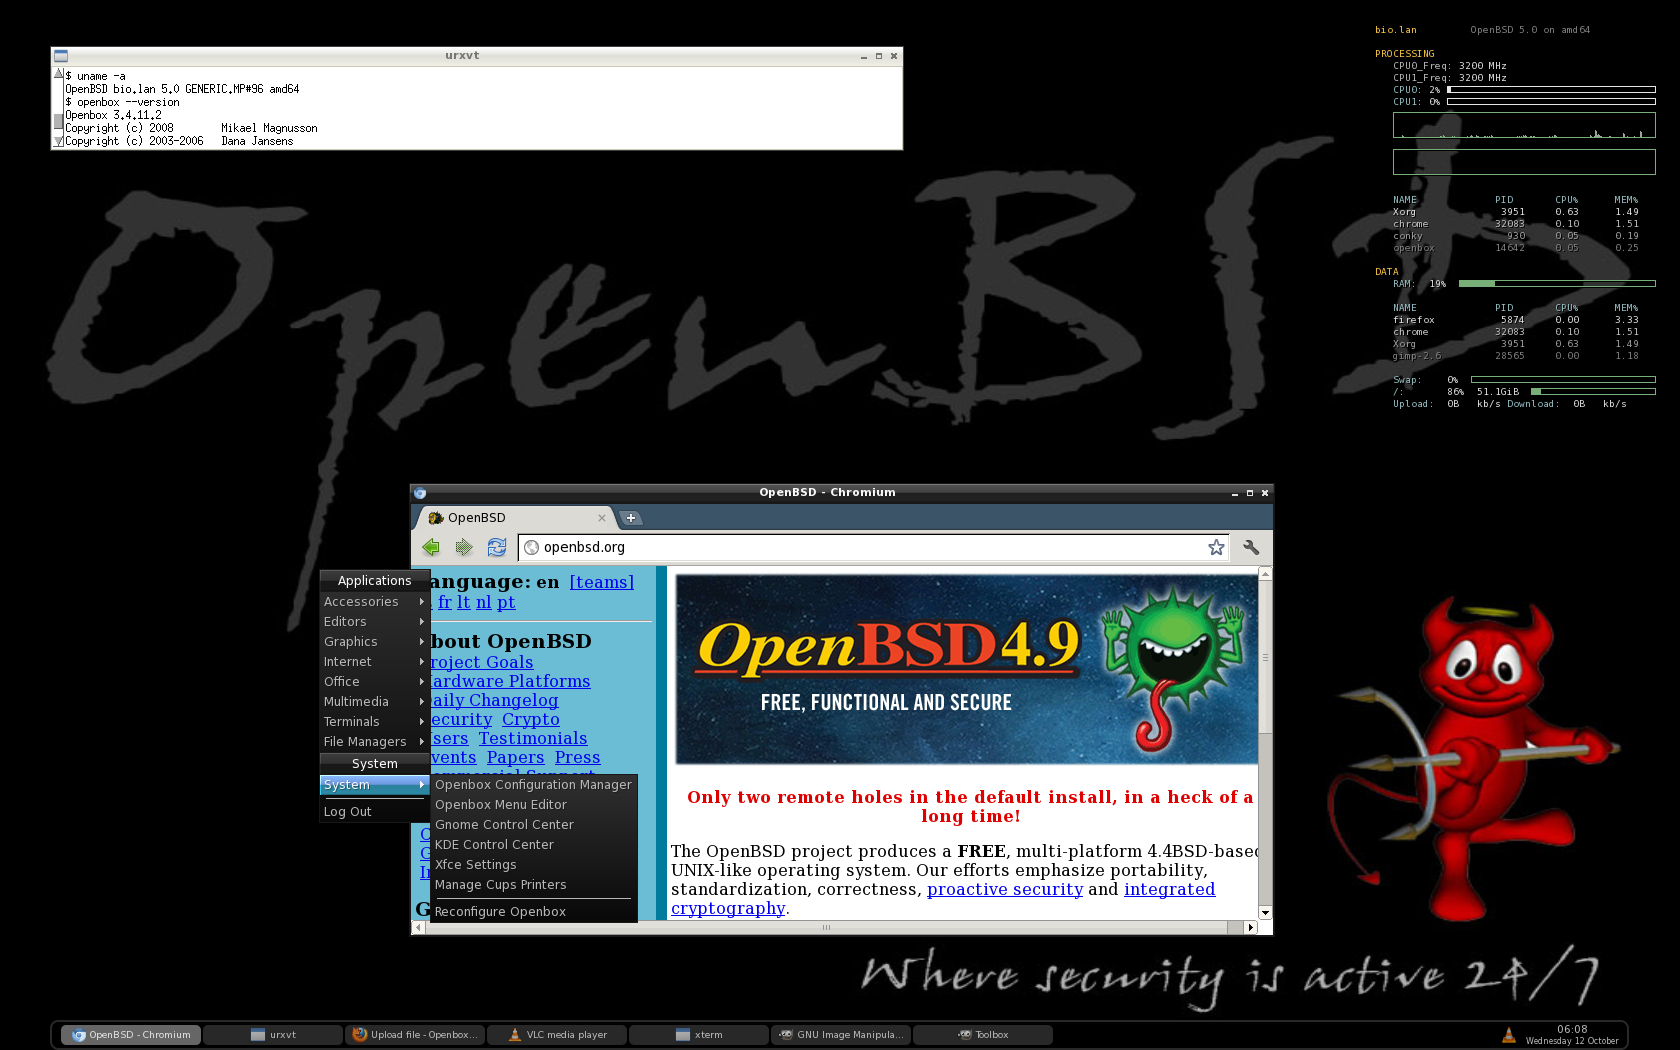 urxvt
$ uname -a
OpenBSD bio.lan 5.0 GENERIC.MP#96 amd64
$ openbox --version
Openbox 3.4.11.2
Copyright (c) 2008 Mikael Magnusson
Copyright (c) 2003-2006 Dana Jansens
bio.lan OpenBSD 5.0 on amd64
PROCESSING
CPU0_Freq: 3200 MHz
CPU1_Freq: 3200 MHz
CPU0: 2%
CPU1: 0%
NAME PID CPU% MEM%
Xorg 3951 0.63 1.49
chrome 32083 0.10 1.51
conky 930 0.05 0.19
openbox 14642 0.05 0.25
DATA
RAM: 19%
NAME PID CPU% MEM%
firefox 5874 0.00 3.33
chrome 32083 0.10 1.51
Xorg 3951 0.63 1.49
gimp-2.6 28565 0.00 1.18
Swap: 0%
/: 86% 51.1GiB
Upload: 0B kb/s Download: 0B kb/s
OpenBSD
OpenBSD - Chromium
OpenBSD
openbsd.org
anguage: en [teams]
fr lt nl pt
bout OpenBSD
roject Goals
ardware Platforms
aily Changelog
ecurity Crypto
sers Testimonials
vents Papers Press
OpenBSD4.9
FREE, FUNCTIONAL AND SECURE
Only two remote holes in the default install, in a heck of a
long time!
The OpenBSD project produces a FREE, multi-platform 4.4BSD-based
UNIX-like operating system. Our efforts emphasize portability,
standardization, correctness, proactive security and integrated
cryptography.
Applications
Accessories
Editors
Graphics
Internet
Office
Multimedia
Terminals
File Managers
System
System
Log Out
Openbox Configuration Manager
Openbox Menu Editor
Gnome Control Center
KDE Control Center
Xfce Settings
Manage Cups Printers
Reconfigure Openbox
Where security is active 24/7
OpenBSD - Chromium
urxvt
Upload file - Openbox...
VLC media player
xterm
GNU Image Manipula...
Toolbox
06:08
Wednesday 12 October